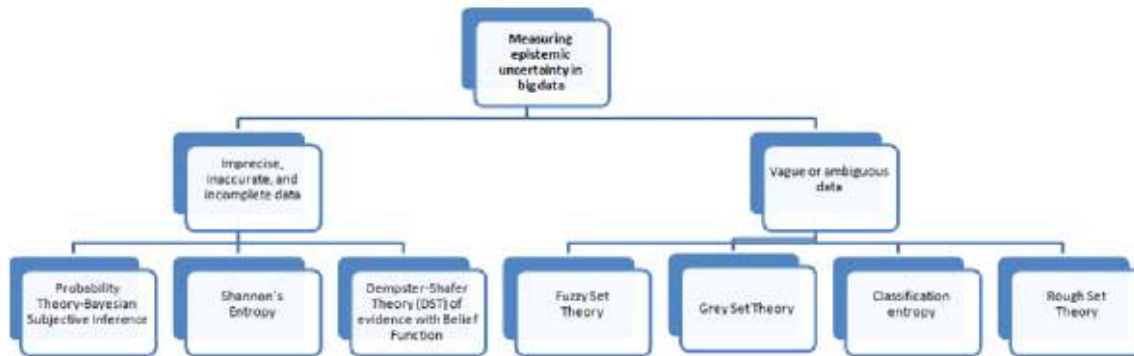 Measuring
epistemic
uncertainty in
big data
Imprecise,
inaccurate, and
incomplete data
Vague or ambiguous
data
Probability
Theory-Bayesian
Subjective Inference
Shannon's
Entropy
Dempster-Shafer
Theory (DST) of
evidence with Belief
Function
Fuzzy Set
Theory
Grey Set Theory
Classification
entropy
Rough Set
Theory